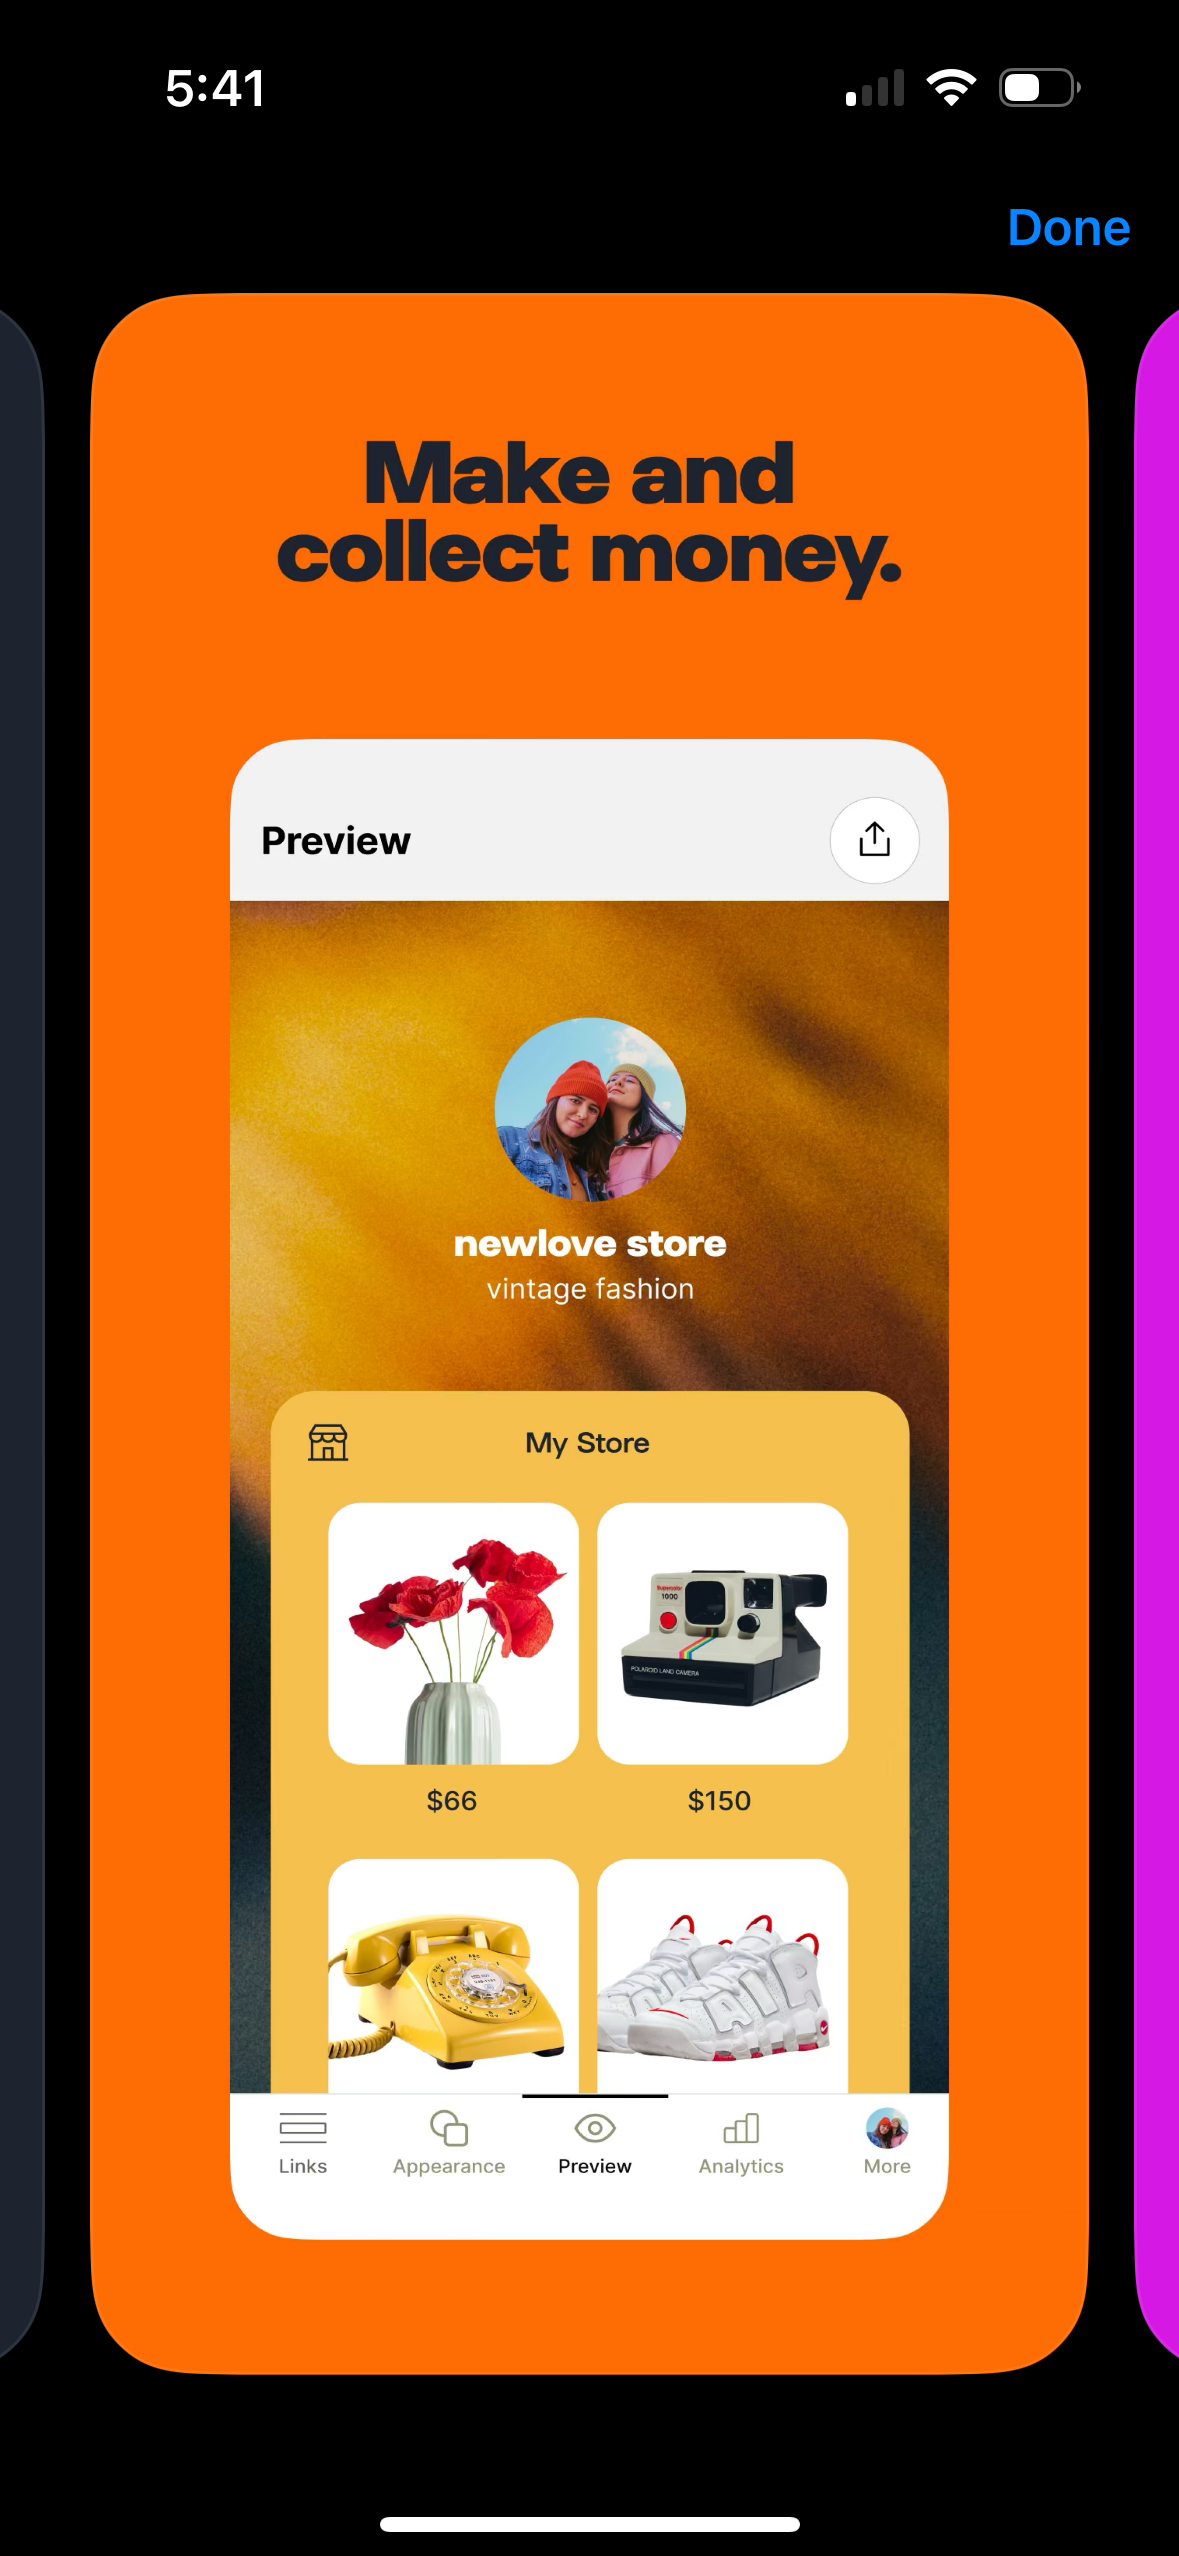 5:41
Done
Make and
collect money.
Preview
newlove store
vintage fashion
My Store
Supercolor
1000
POLAROID LAND CAMERA
$66
$150
AIR
Links
Appearance
Preview
Analytics
More